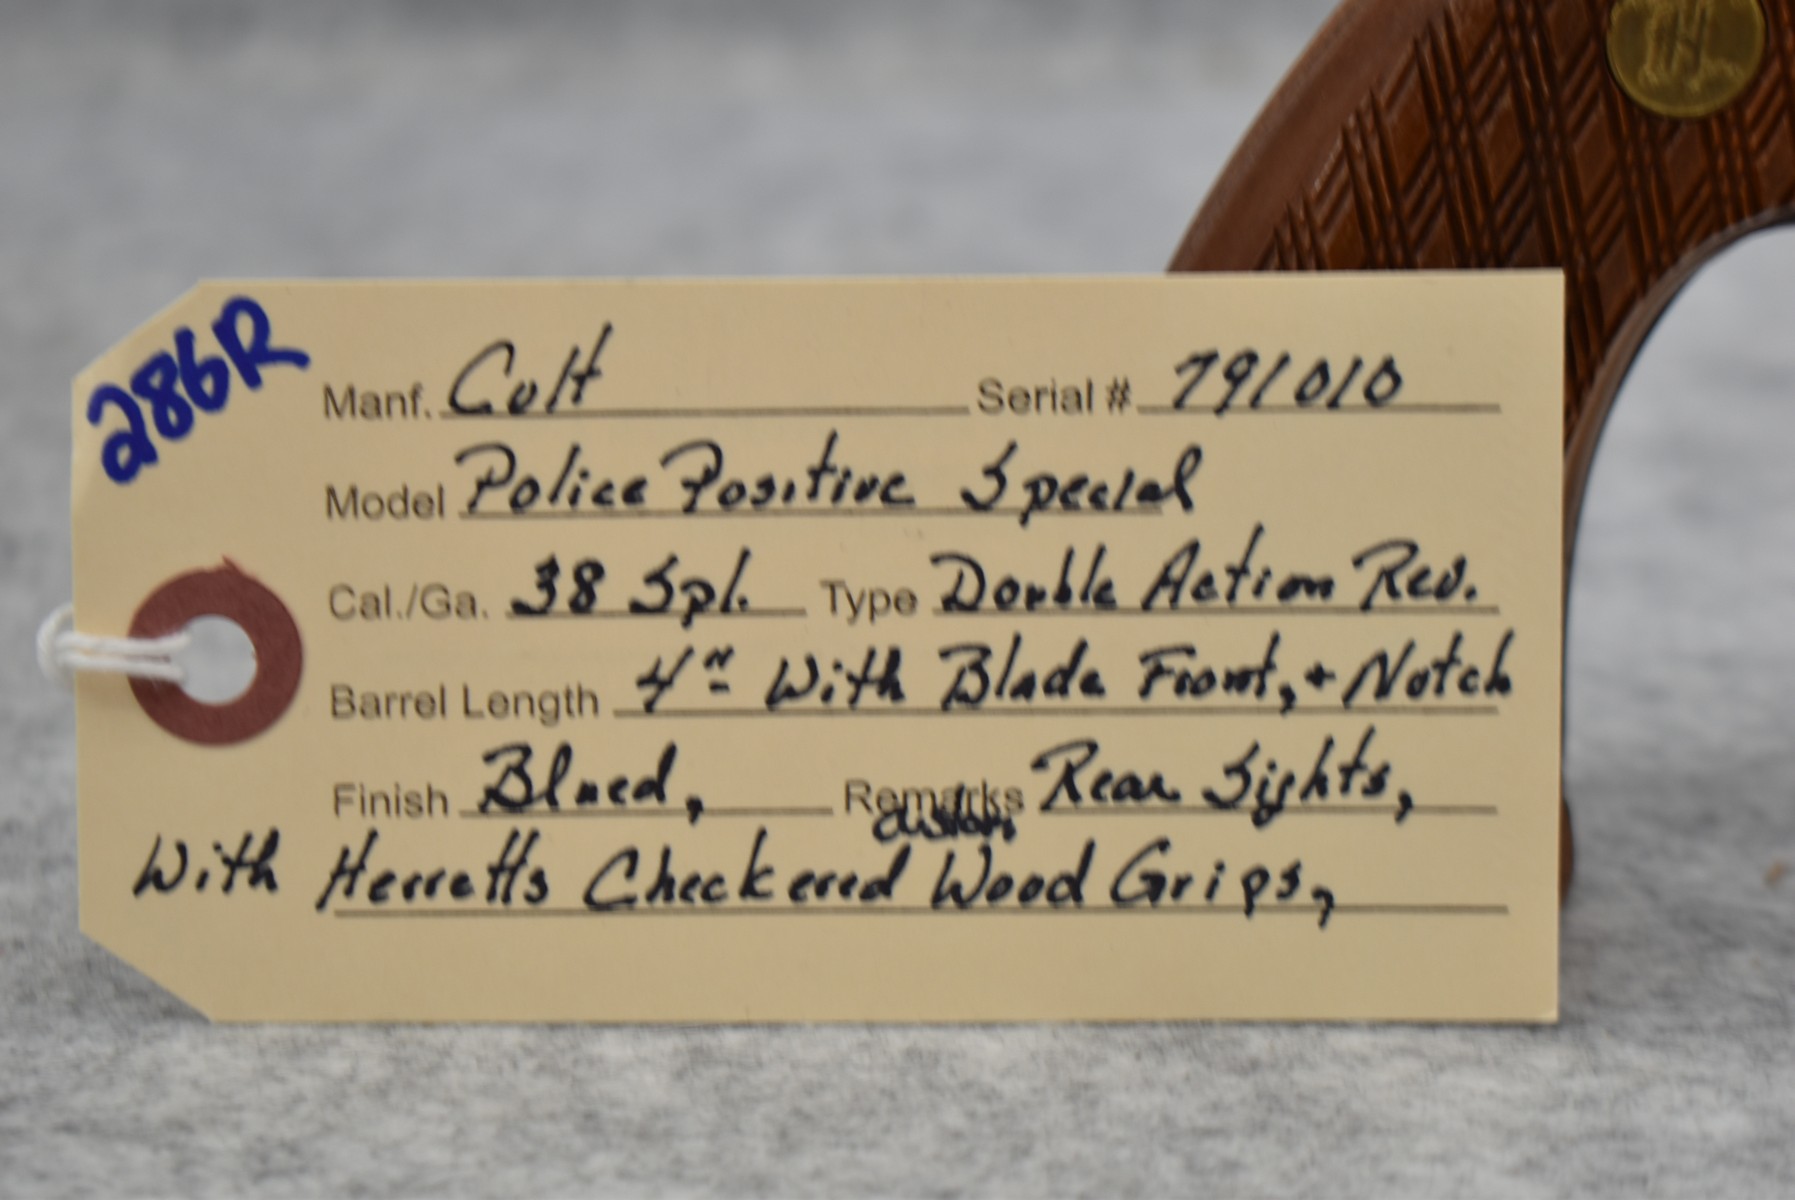 286R
Manf. Colt Serial # 791010
Model Police Positive Special
Cal./Ga. 38 Spl. Type Double Action Rev.
Barrel Length 4" With Blade Front, + Notch
Finish Blued, Remarks Rear Sights,
Custom
With Herretts Checkered Wood Grips,